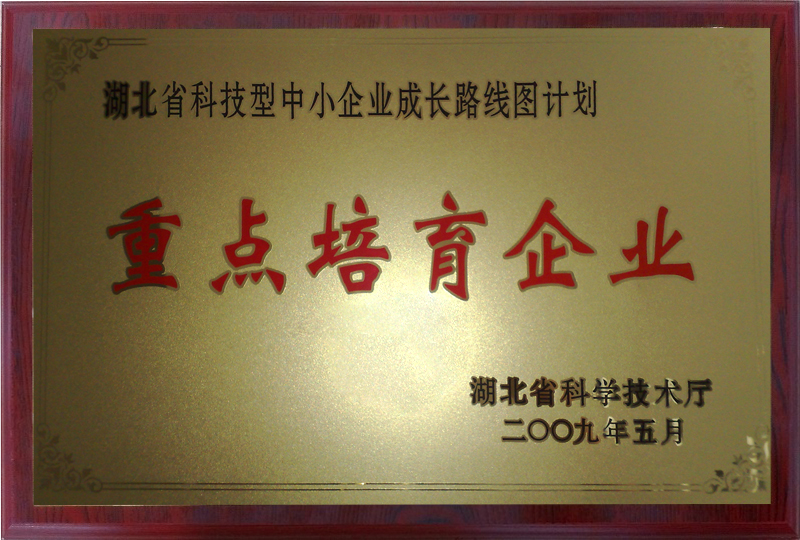 湖北省科技型中小企业成长路线图计划
重点培育企业
湖北省科学技术厅
二〇〇九年五月